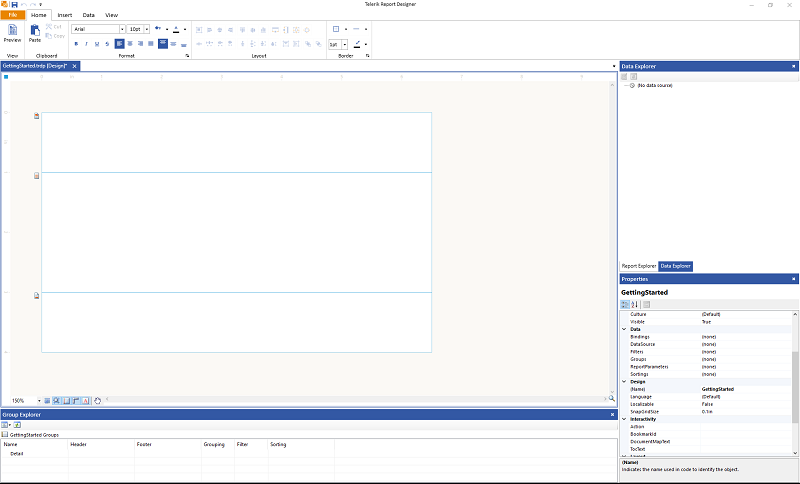 Telerik Report Designer
File Home Insert Data View
Preview
Paste
Cut
Copy
Arial 10pt
B I U S
1pt
View Clipboard Format Layout Border
GettingStarted.trdp [Design]*
Data Explorer
(No data source)
Report Explorer Data Explorer
Properties
GettingStarted
Culture (Default)
Visible True
Data
Bindings (none)
DataSource (none)
Filters (none)
Groups (none)
ReportParameters (none)
Sortings (none)
Design
(Name) GettingStarted
Language (Default)
Localizable False
SnapGridSize 0.1in
Interactivity
Action
BookmarkId
DocumentMapText
TocText
(Name)
Indicates the name used in code to identify the object.
150%
Group Explorer
GettingStarted Groups
Name Header Footer Grouping Filter Sorting
Detail